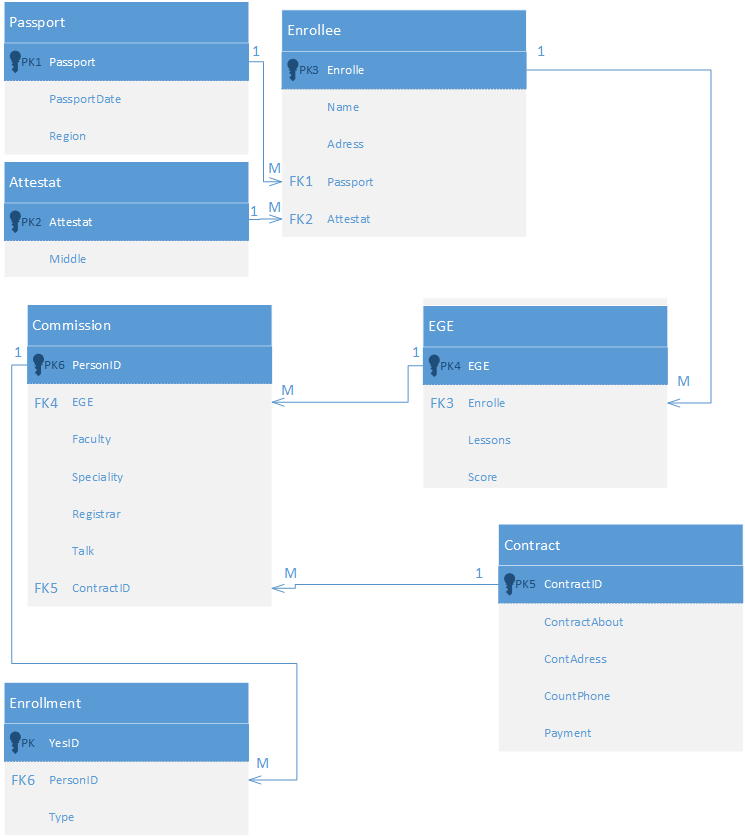 Passport
PK1 Passport
PassportDate
Region
1
M
Attestat
PK2 Attestat
Middle
1
M
Enrollee
PK3 Enrolle
Name
Adress
FK1 Passport
FK2 Attestat
1
M
Commission
PK6 PersonID
FK4 EGE
Faculty
Speciality
Registrar
Talk
FK5 ContractID
1
M
M
1
EGE
PK4 EGE
FK3 Enrolle
Lessons
Score
1
Contract
PK5 ContractID
ContractAbout
ContAdress
CountPhone
Payment
Enrollment
PK YesID
FK6 PersonID
Type
M